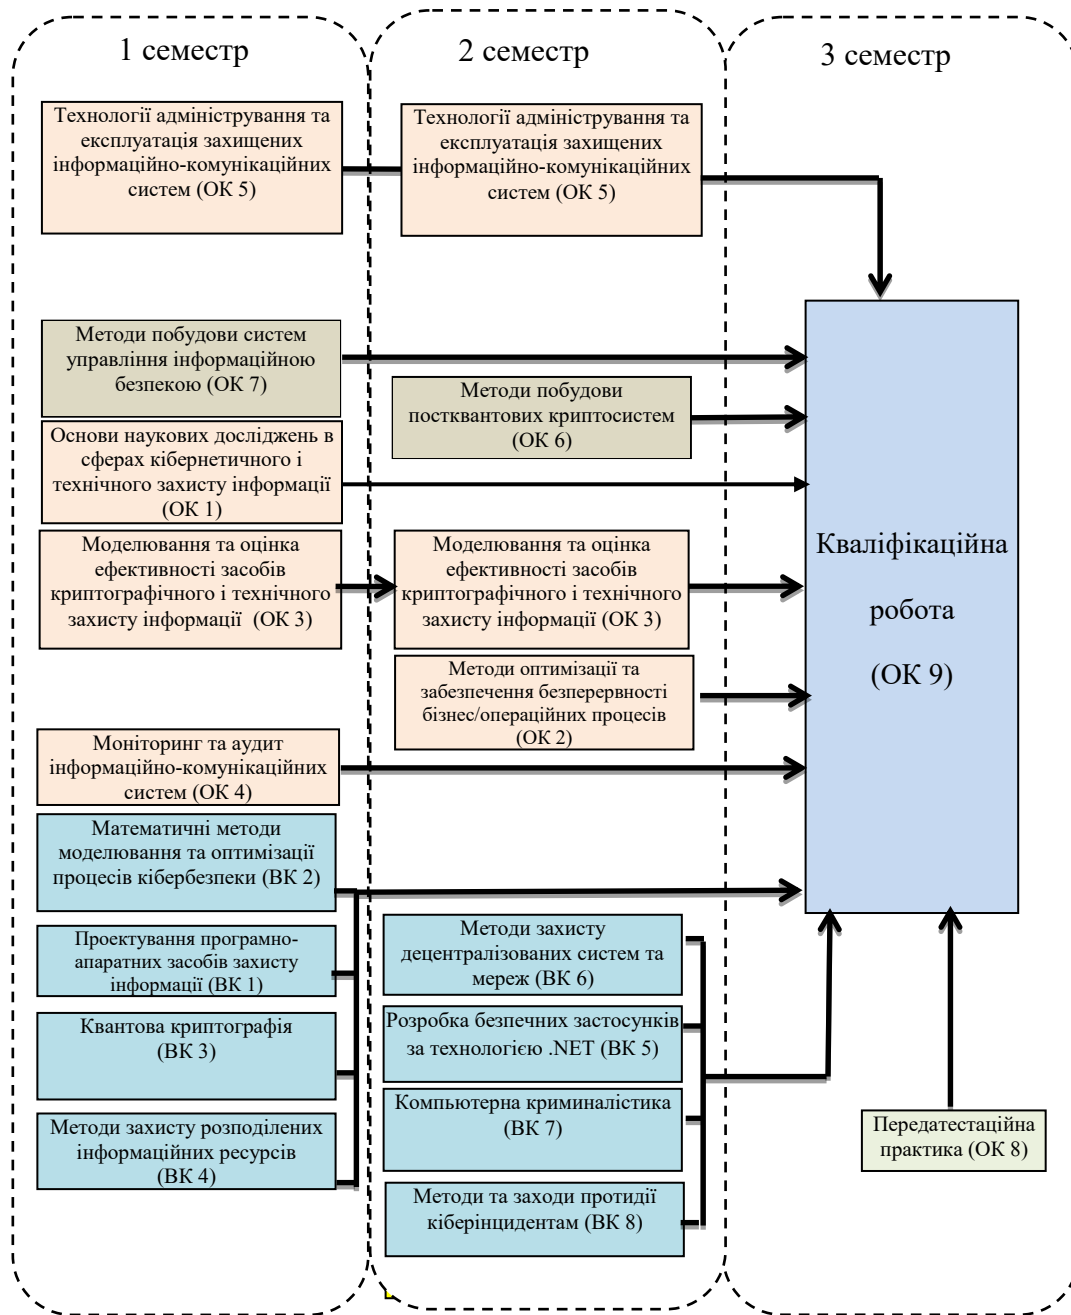 1 семестр
Технології адміністрування та
експлуатація захищених
інформаційно-комунікаційних
систем (ОК 5)
Методи побудови систем
управління інформаційною
безпекою (ОК 7)
Основи наукових досліджень в
сферах кібернетичного і
технічного захисту інформації
(ОК 1)
Моделювання та оцінка
ефективності засобів
криптографічного і технічного
захисту інформації (ОК 3)
Моніторинг та аудит
інформаційно-комунікаційних
систем (ОК 4)
Математичні методи
моделювання та оптимізації
процесів кібербезпеки (ВК 2)
Проектування програмно-
апаратних засобів захисту
інформації (ВК 1)
Квантова криптографія
(ВК 3)
Методи захисту розподілених
інформаційних ресурсів
(ВК 4)
2 семестр
Технології адміністрування та
експлуатація захищених
інформаційно-комунікаційних
систем (ОК 5)
Методи побудови
постквантових криптосистем
(ОК 6)
Моделювання та оцінка
ефективності засобів
криптографічного і технічного
захисту інформації (ОК 3)
Методи оптимізації та
забезпечення безперервності
бізнес/операційних процесів
(ОК 2)
Методи захисту
децентралізованих систем та
мереж (ВК 6)
Розробка безпечних застосунків
за технологією .NET (ВК 5)
Компьютерна криминалістика
(ВК 7)
Методи та заходи протидії
кіберінцидентам (ВК 8)
3 семестр
Кваліфікаційна
робота
(ОК 9)
Передатестаційна
практика (ОК 8)